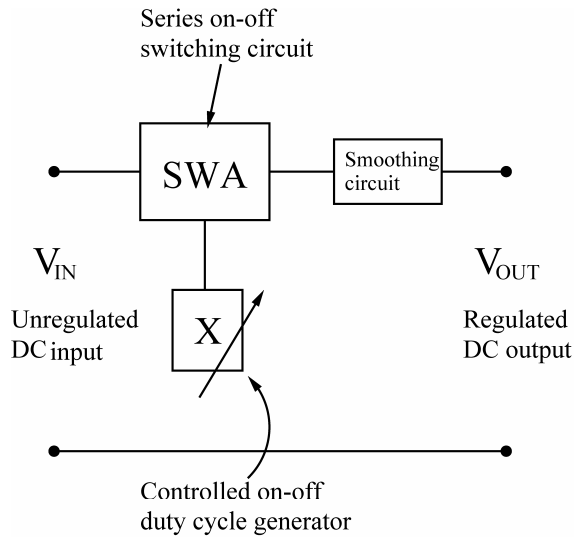 Series on-off
switching circuit
SWA
Smoothing
circuit
V_IN
V_OUT
Unregulated
DC input
X
Regulated
DC output
Controlled on-off
duty cycle generator